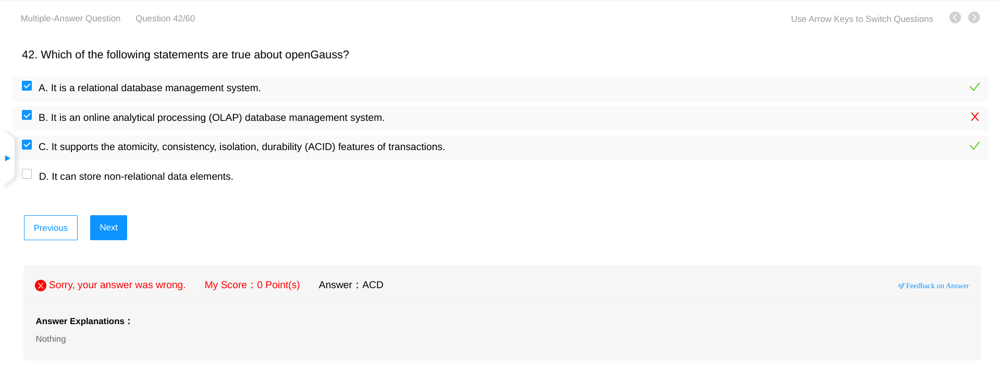 Multiple-Answer Question Question 42/60 Use Arrow Keys to Switch Questions
42. Which of the following statements are true about openGauss?
A. It is a relational database management system.
B. It is an online analytical processing (OLAP) database management system.
C. It supports the atomicity, consistency, isolation, durability (ACID) features of transactions.
D. It can store non-relational data elements.
Previous Next
Sorry, your answer was wrong. My Score：0 Point(s) Answer：ACD Feedback on Answer
Answer Explanations：
Nothing